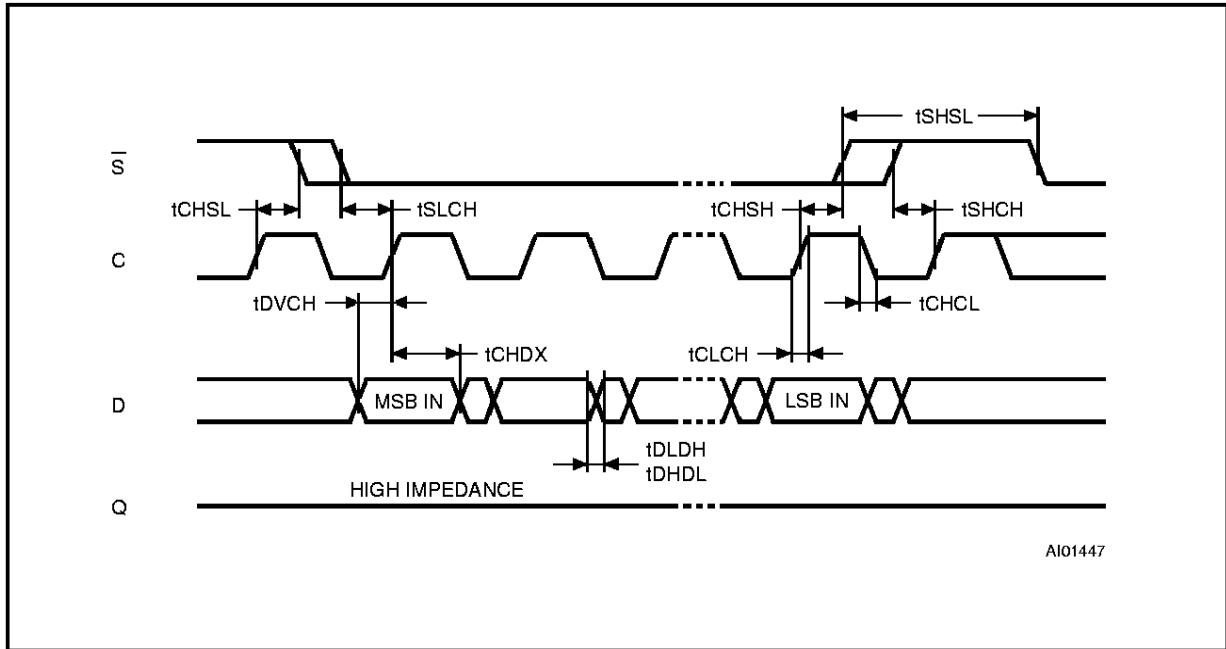 tSHSL
S̅
tCHSL
tSLCH
tCHSH
tSHCH
C
tDVCH
tCHCL
tCHDX
tCLCH
D
MSB IN
LSB IN
tDLDH
tDHDL
HIGH IMPEDANCE
Q
AI01447